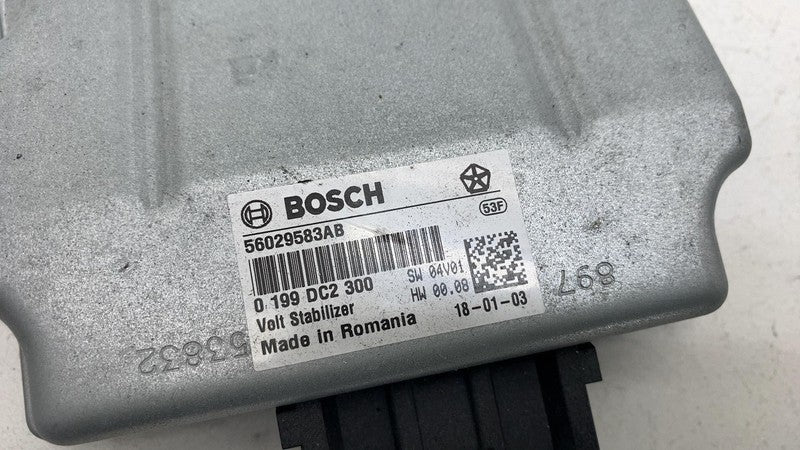 BOSCH
53F
56029583AB
0 199 DC2 300
SW 04V01
HW 00.08
Volt Stabilizer
Made in Romania
18-01-03
53832
897